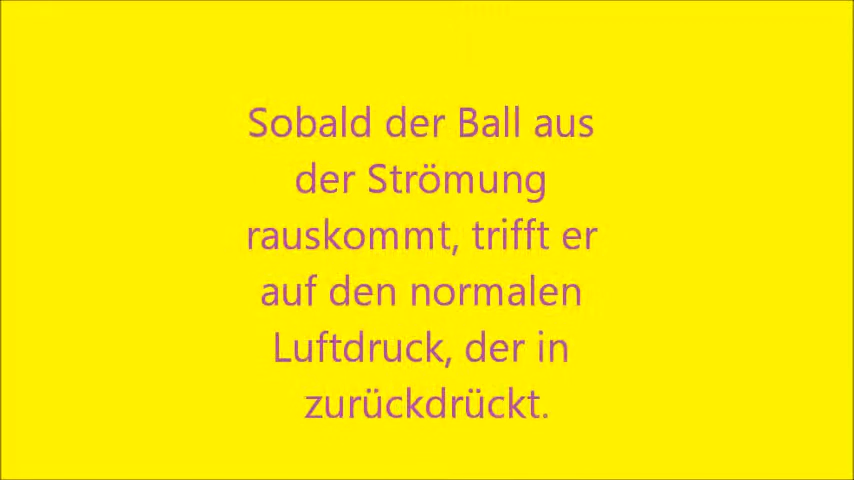 Sobald der Ball aus
der Strömung
rauskommt, trifft er
auf den normalen
Luftdruck, der in
zurückdrückt.